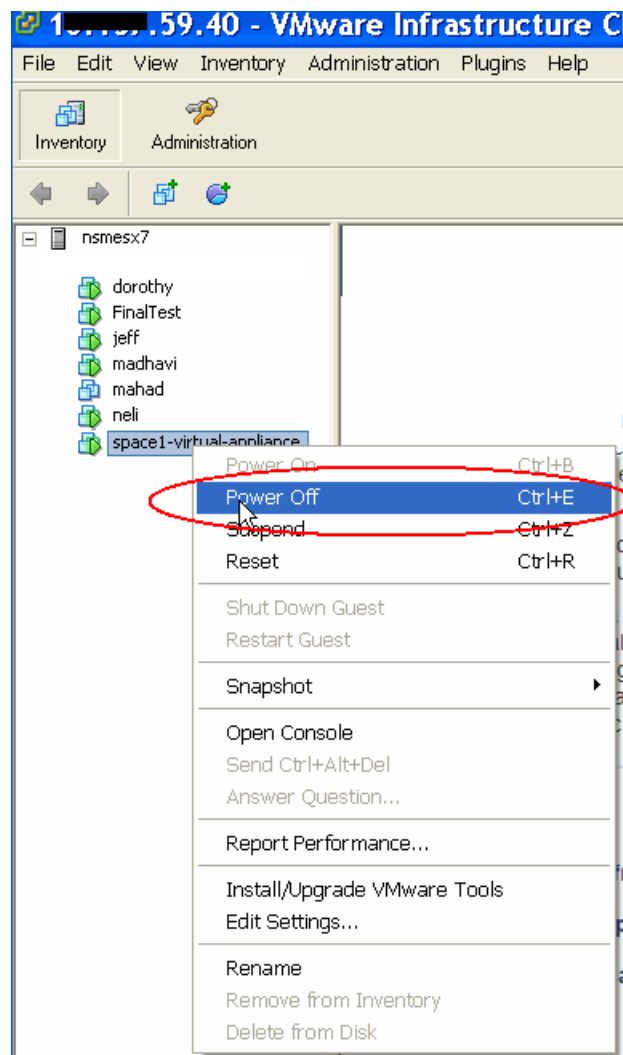 .59.40 - VMware Infrastructure
File Edit View Inventory Administration Plugins Help
Inventory Administration
nsmesx7
dorothy
FinalTest
jeff
madhavi
mahad
neli
space1-virtual-appliance
Power On Ctrl+B
Power Off Ctrl+E
Suspend Ctrl+Z
Reset Ctrl+R
Shut Down Guest
Restart Guest
Snapshot
Open Console
Send Ctrl+Alt+Del
Answer Question...
Report Performance...
Install/Upgrade VMware Tools
Edit Settings...
Rename
Remove from Inventory
Delete from Disk